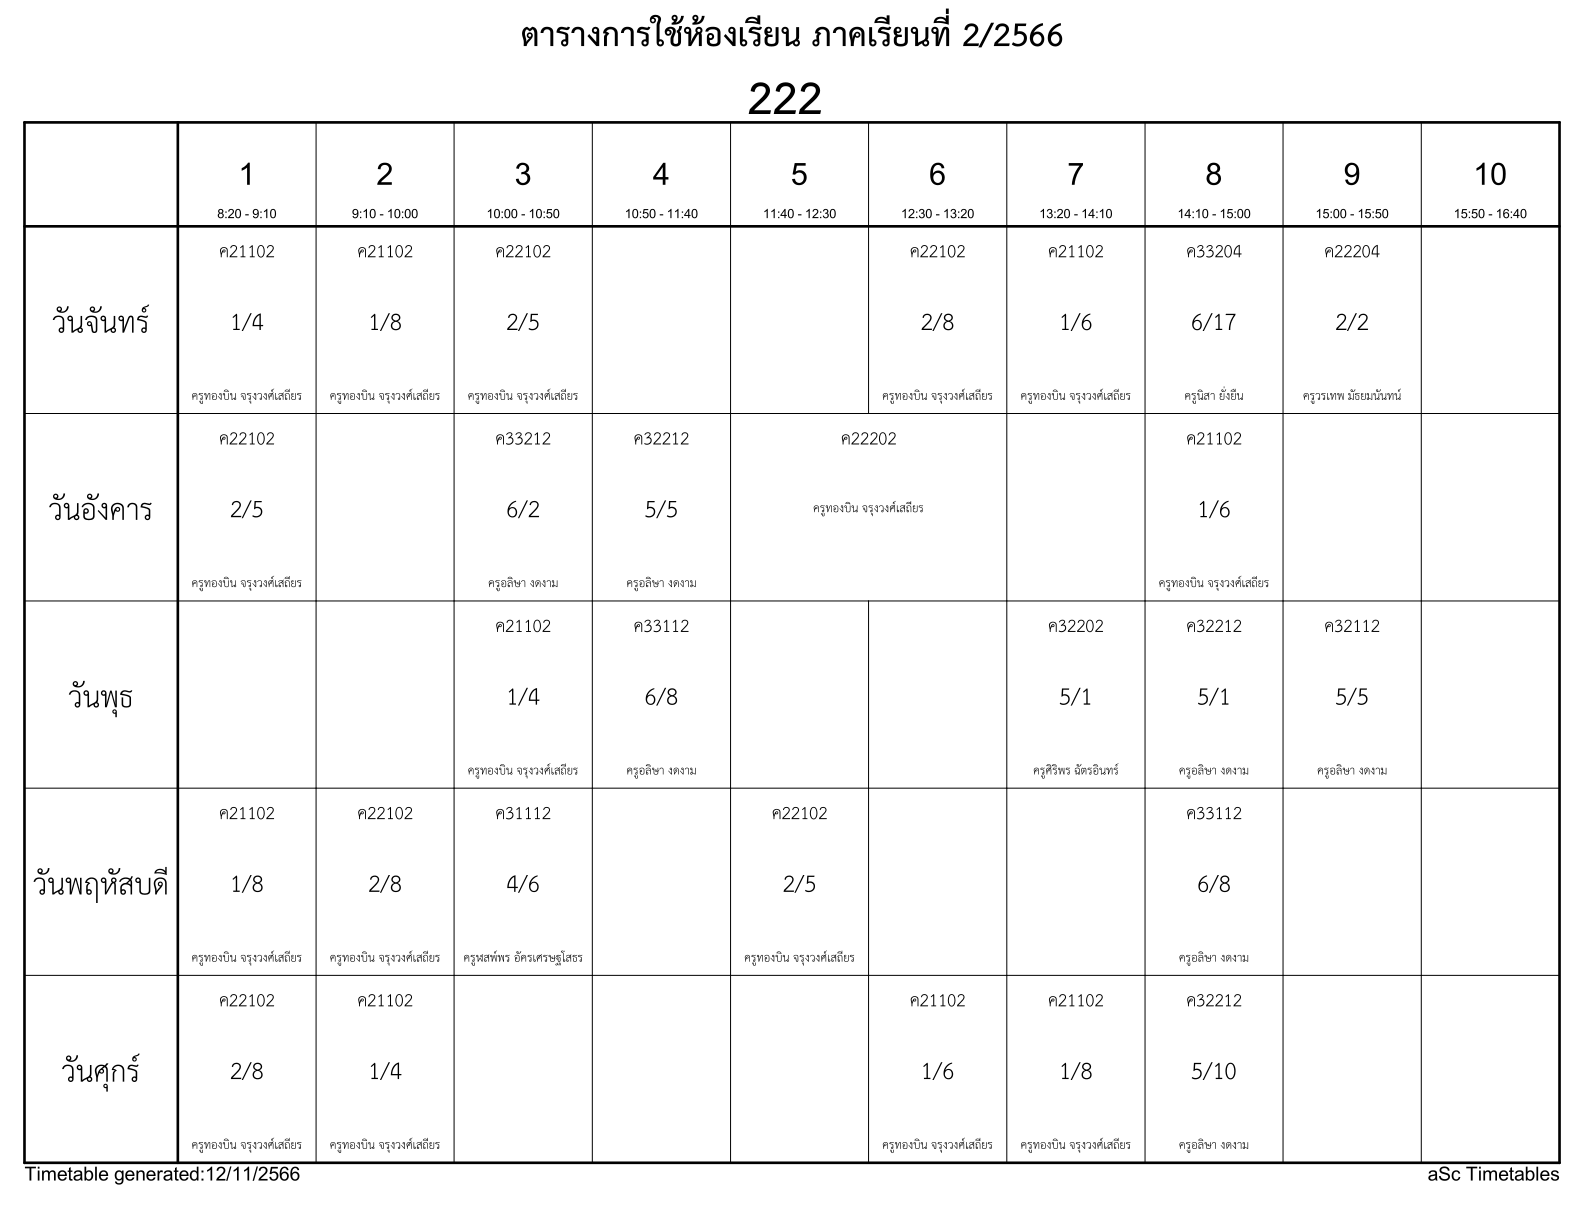 ตารางการใช้ห้องเรียน ภาคเรียนที่ 2/2566
222
1 2 3 4 5 6 7 8 9 10
8:20 - 9:10 9:10 - 10:00 10:00 - 10:50 10:50 - 11:40 11:40 - 12:30 12:30 - 13:20 13:20 - 14:10 14:10 - 15:00 15:00 - 15:50 15:50 - 16:40
ค21102 ค21102 ค22102 ค22102 ค21102 ค33204 ค22204
วันจันทร์ 1/4 1/8 2/5 2/8 1/6 6/17 2/2
ครูทองบิน จรุงวงศ์เสถียร ครูทองบิน จรุงวงศ์เสถียร ครูทองบิน จรุงวงศ์เสถียร ครูทองบิน จรุงวงศ์เสถียร ครูทองบิน จรุงวงศ์เสถียร ครูนิสา ยั่งยืน ครูวรเทพ มัธยมนันทน์
ค22102 ค33212 ค32212 ค22202 ค21102
วันอังคาร 2/5 6/2 5/5 ครูทองบิน จรุงวงศ์เสถียร 1/6
ครูทองบิน จรุงวงศ์เสถียร ครูอลิษา งดงาม ครูอลิษา งดงาม ครูทองบิน จรุงวงศ์เสถียร
ค21102 ค33112 ค32202 ค32212 ค32112
วันพุธ 1/4 6/8 5/1 5/1 5/5
ครูทองบิน จรุงวงศ์เสถียร ครูอลิษา งดงาม ครูศิริพร ฉัตรอินทร์ ครูอลิษา งดงาม ครูอลิษา งดงาม
ค21102 ค22102 ค31112 ค22102 ค33112
วันพฤหัสบดี 1/8 2/8 4/6 2/5 6/8
ครูทองบิน จรุงวงศ์เสถียร ครูทองบิน จรุงวงศ์เสถียร ครูพสพ์พร อัครเศรษฐโสธร ครูทองบิน จรุงวงศ์เสถียร ครูอลิษา งดงาม
ค22102 ค21102 ค21102 ค21102 ค32212
วันศุกร์ 2/8 1/4 1/6 1/8 5/10
ครูทองบิน จรุงวงศ์เสถียร ครูทองบิน จรุงวงศ์เสถียร ครูทองบิน จรุงวงศ์เสถียร ครูทองบิน จรุงวงศ์เสถียร ครูอลิษา งดงาม
Timetable generated:12/11/2566 aSc Timetables